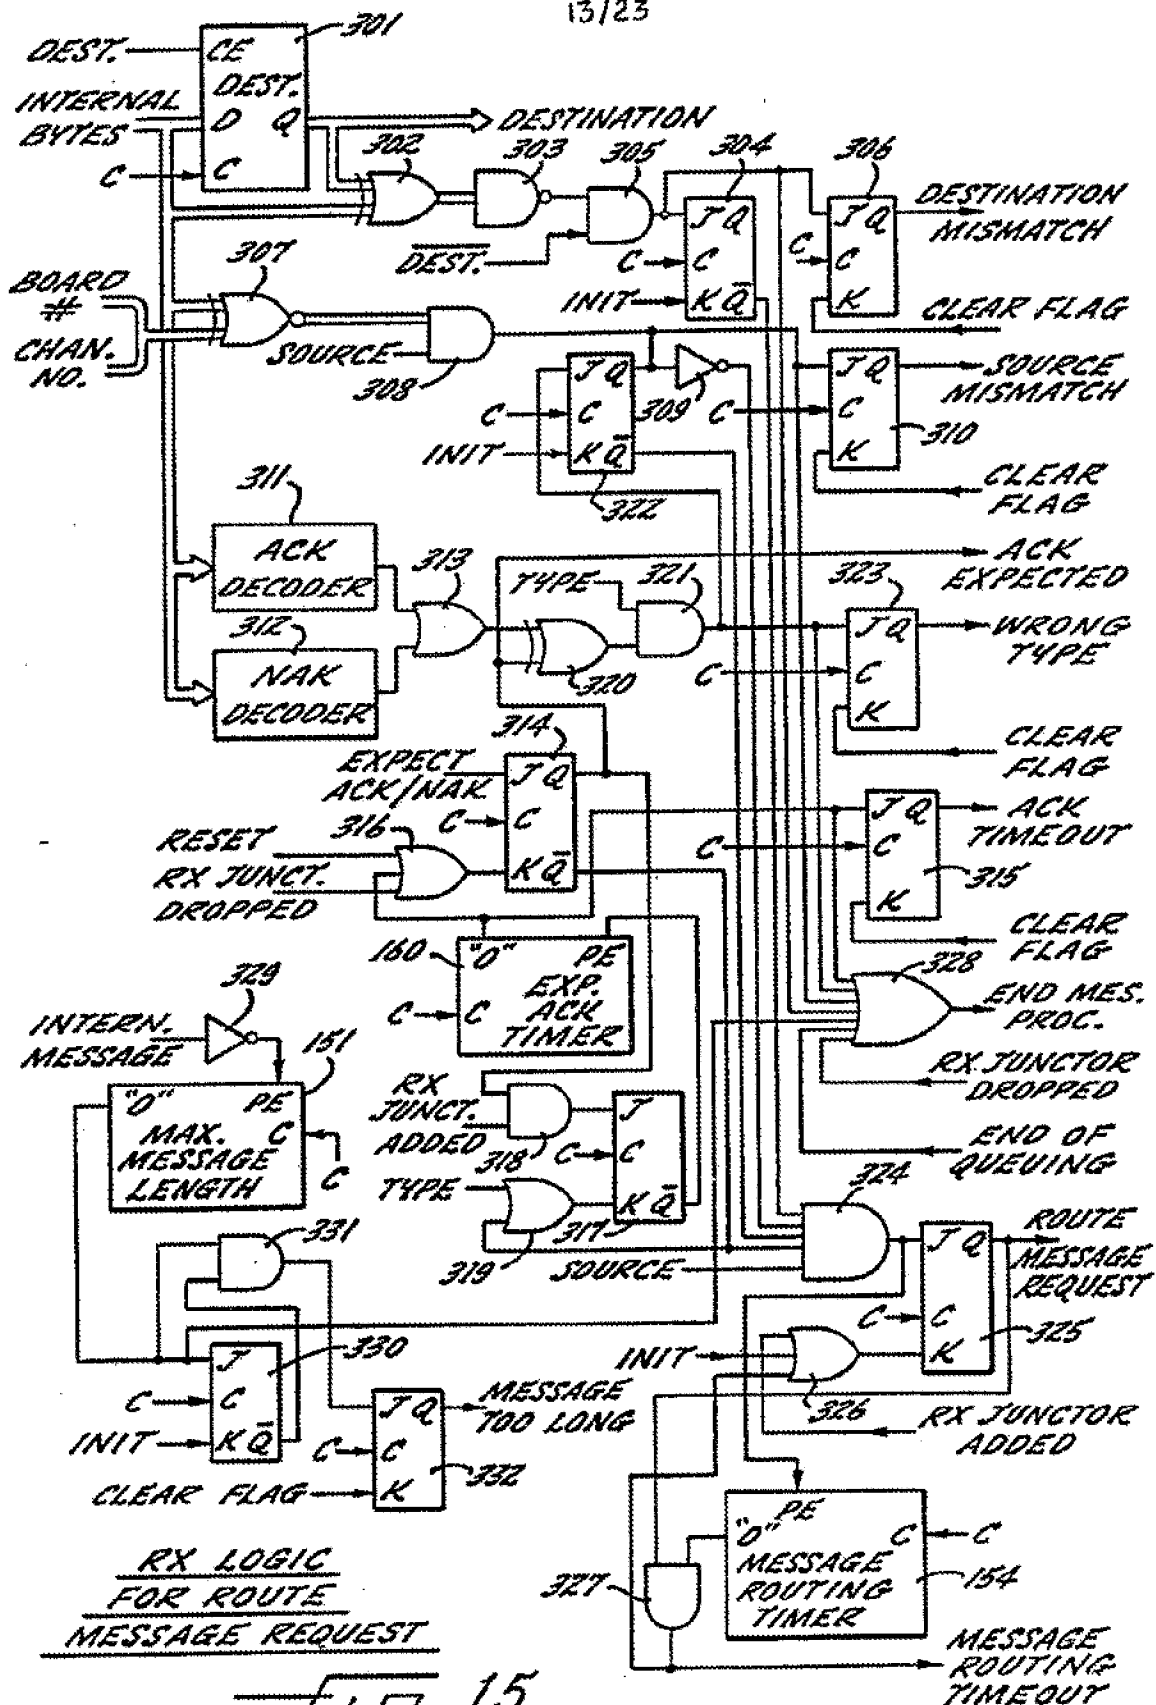 13/23
301
DEST.
CE
DEST.
INTERNAL
BYTES
D Q
DESTINATION
C
C
302
303
305
304
306
DESTINATION
MISMATCH
J Q
J Q
DEST.
C
C
C
C
307
INIT
K Q
K
CLEAR FLAG
BOARD
#
CHAN.
NO.
SOURCE
308
J Q
309
J Q
SOURCE
MISMATCH
C
C
C
C
310
INIT
K Q
K
322
CLEAR
FLAG
311
ACK
DECODER
313
TYPE
321
323
ACK
EXPECTED
312
NAK
DECODER
320
J Q
WRONG
TYPE
C
C
K
314
CLEAR
FLAG
EXPECT
ACK/NAK
J Q
C
C
316
RESET
RX JUNCT.
DROPPED
K Q
J Q
ACK
TIMEOUT
C
C
315
K
CLEAR
FLAG
160
"O"
PE
EXP.
ACK
TIMER
C
C
328
END MES.
PROC.
329
INTERN.
MESSAGE
151
"O"
PE
MAX.
MESSAGE
LENGTH
C
C
RX JUNCTOR
DROPPED
RX
JUNCT.
ADDED
318
J
C
C
END OF
QUEUING
TYPE
K Q
317
319
324
SOURCE
331
J Q
ROUTE
MESSAGE
REQUEST
C
C
325
K
330
J
C
C
INIT
K Q
INIT
326
RX JUNCTOR
ADDED
J Q
MESSAGE
TOO LONG
C
C
332
CLEAR FLAG
K
PE
"O"
C
C
MESSAGE
ROUTING
TIMER
154
327
RX LOGIC
FOR ROUTE
MESSAGE REQUEST
MESSAGE
ROUTING
TIMEOUT
15